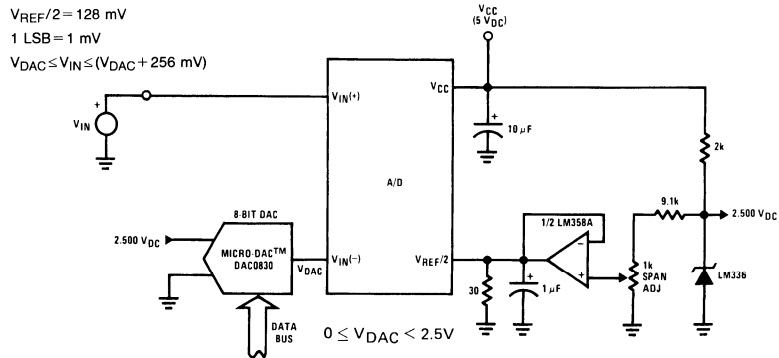 V_REF/2 = 128 mV
1 LSB = 1 mV
V_DAC ≤ V_IN ≤ (V_DAC + 256 mV)
V_CC
(5 V_DC)
V_IN(+)
V_CC
+
V_IN
+
10 μF
2k
A/D
9.1k
2.500 V_DC
8-BIT DAC
1/2 LM358A
2.500 V_DC
MICRO-DAC™
DAC0830
V_DAC
V_IN(−)
V_REF/2
−
+
30
+
1 μF
1k
SPAN
ADJ
LM336
DATA
BUS
0 ≤ V_DAC < 2.5V